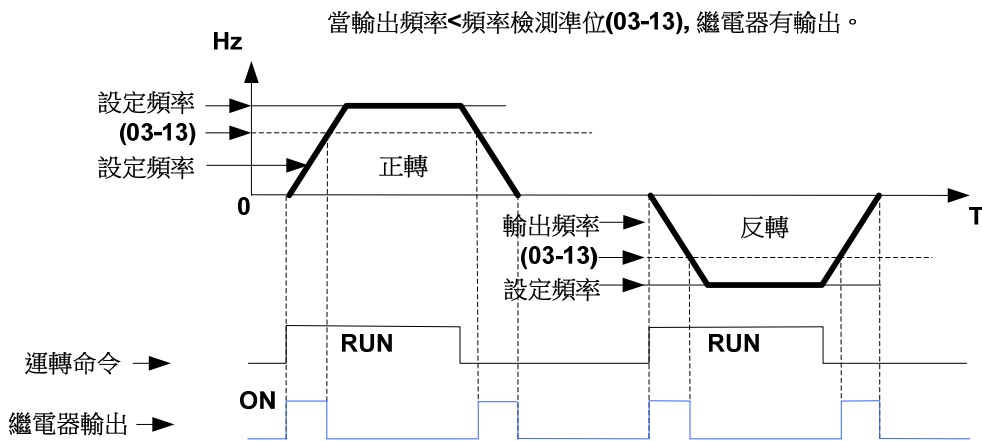 當輸出頻率<頻率檢測準位(03-13), 繼電器有輸出。
Hz
設定頻率
(03-13)
設定頻率
正轉
0
T
輸出頻率
反轉
(03-13)
設定頻率
RUN
RUN
運轉命令
ON
繼電器輸出